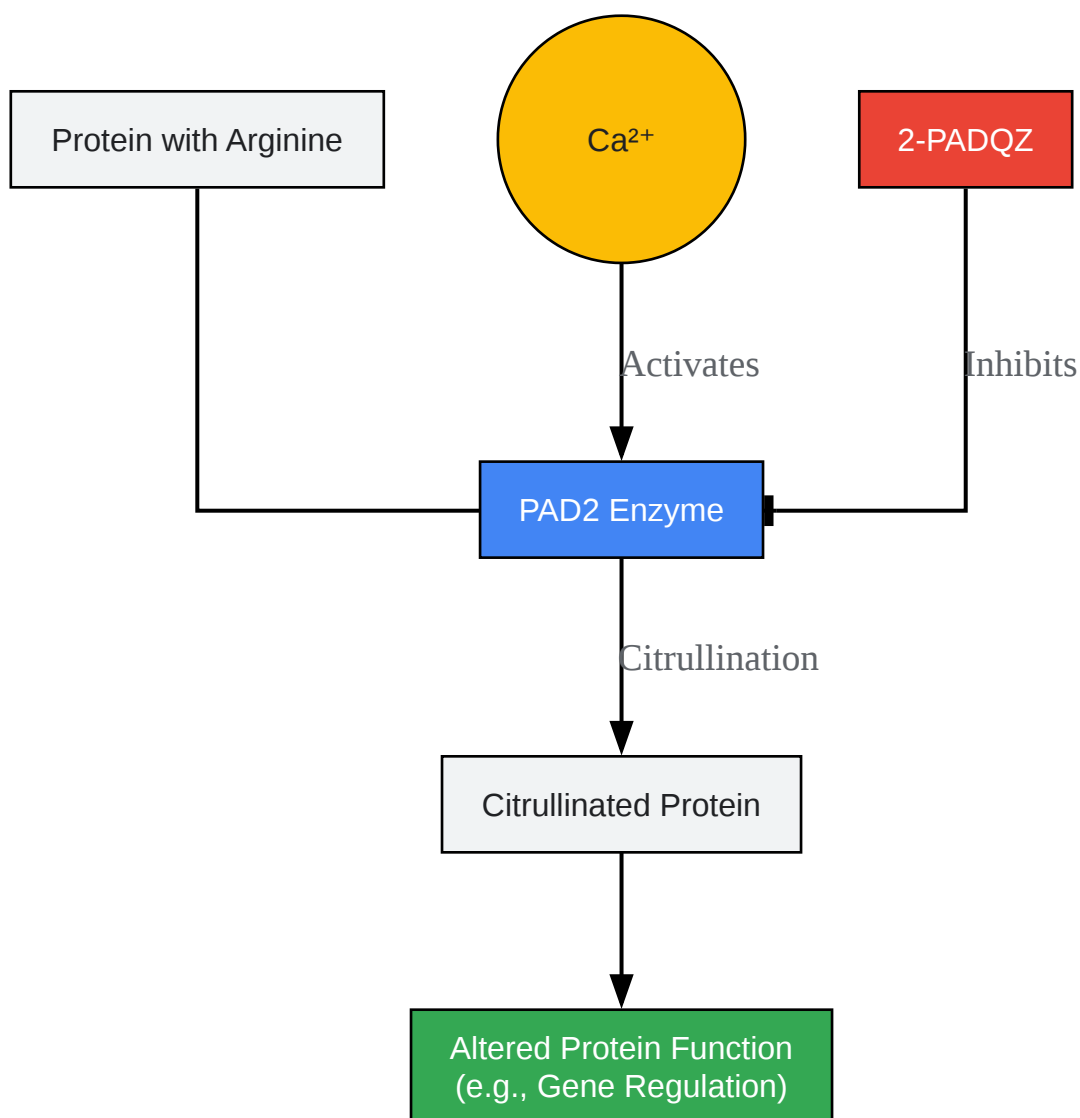 Protein with Arginine
Ca²⁺
2-PADQZ
Activates
Inhibits
PAD2 Enzyme
Citrullination
Citrullinated Protein
Altered Protein Function
(e.g., Gene Regulation)